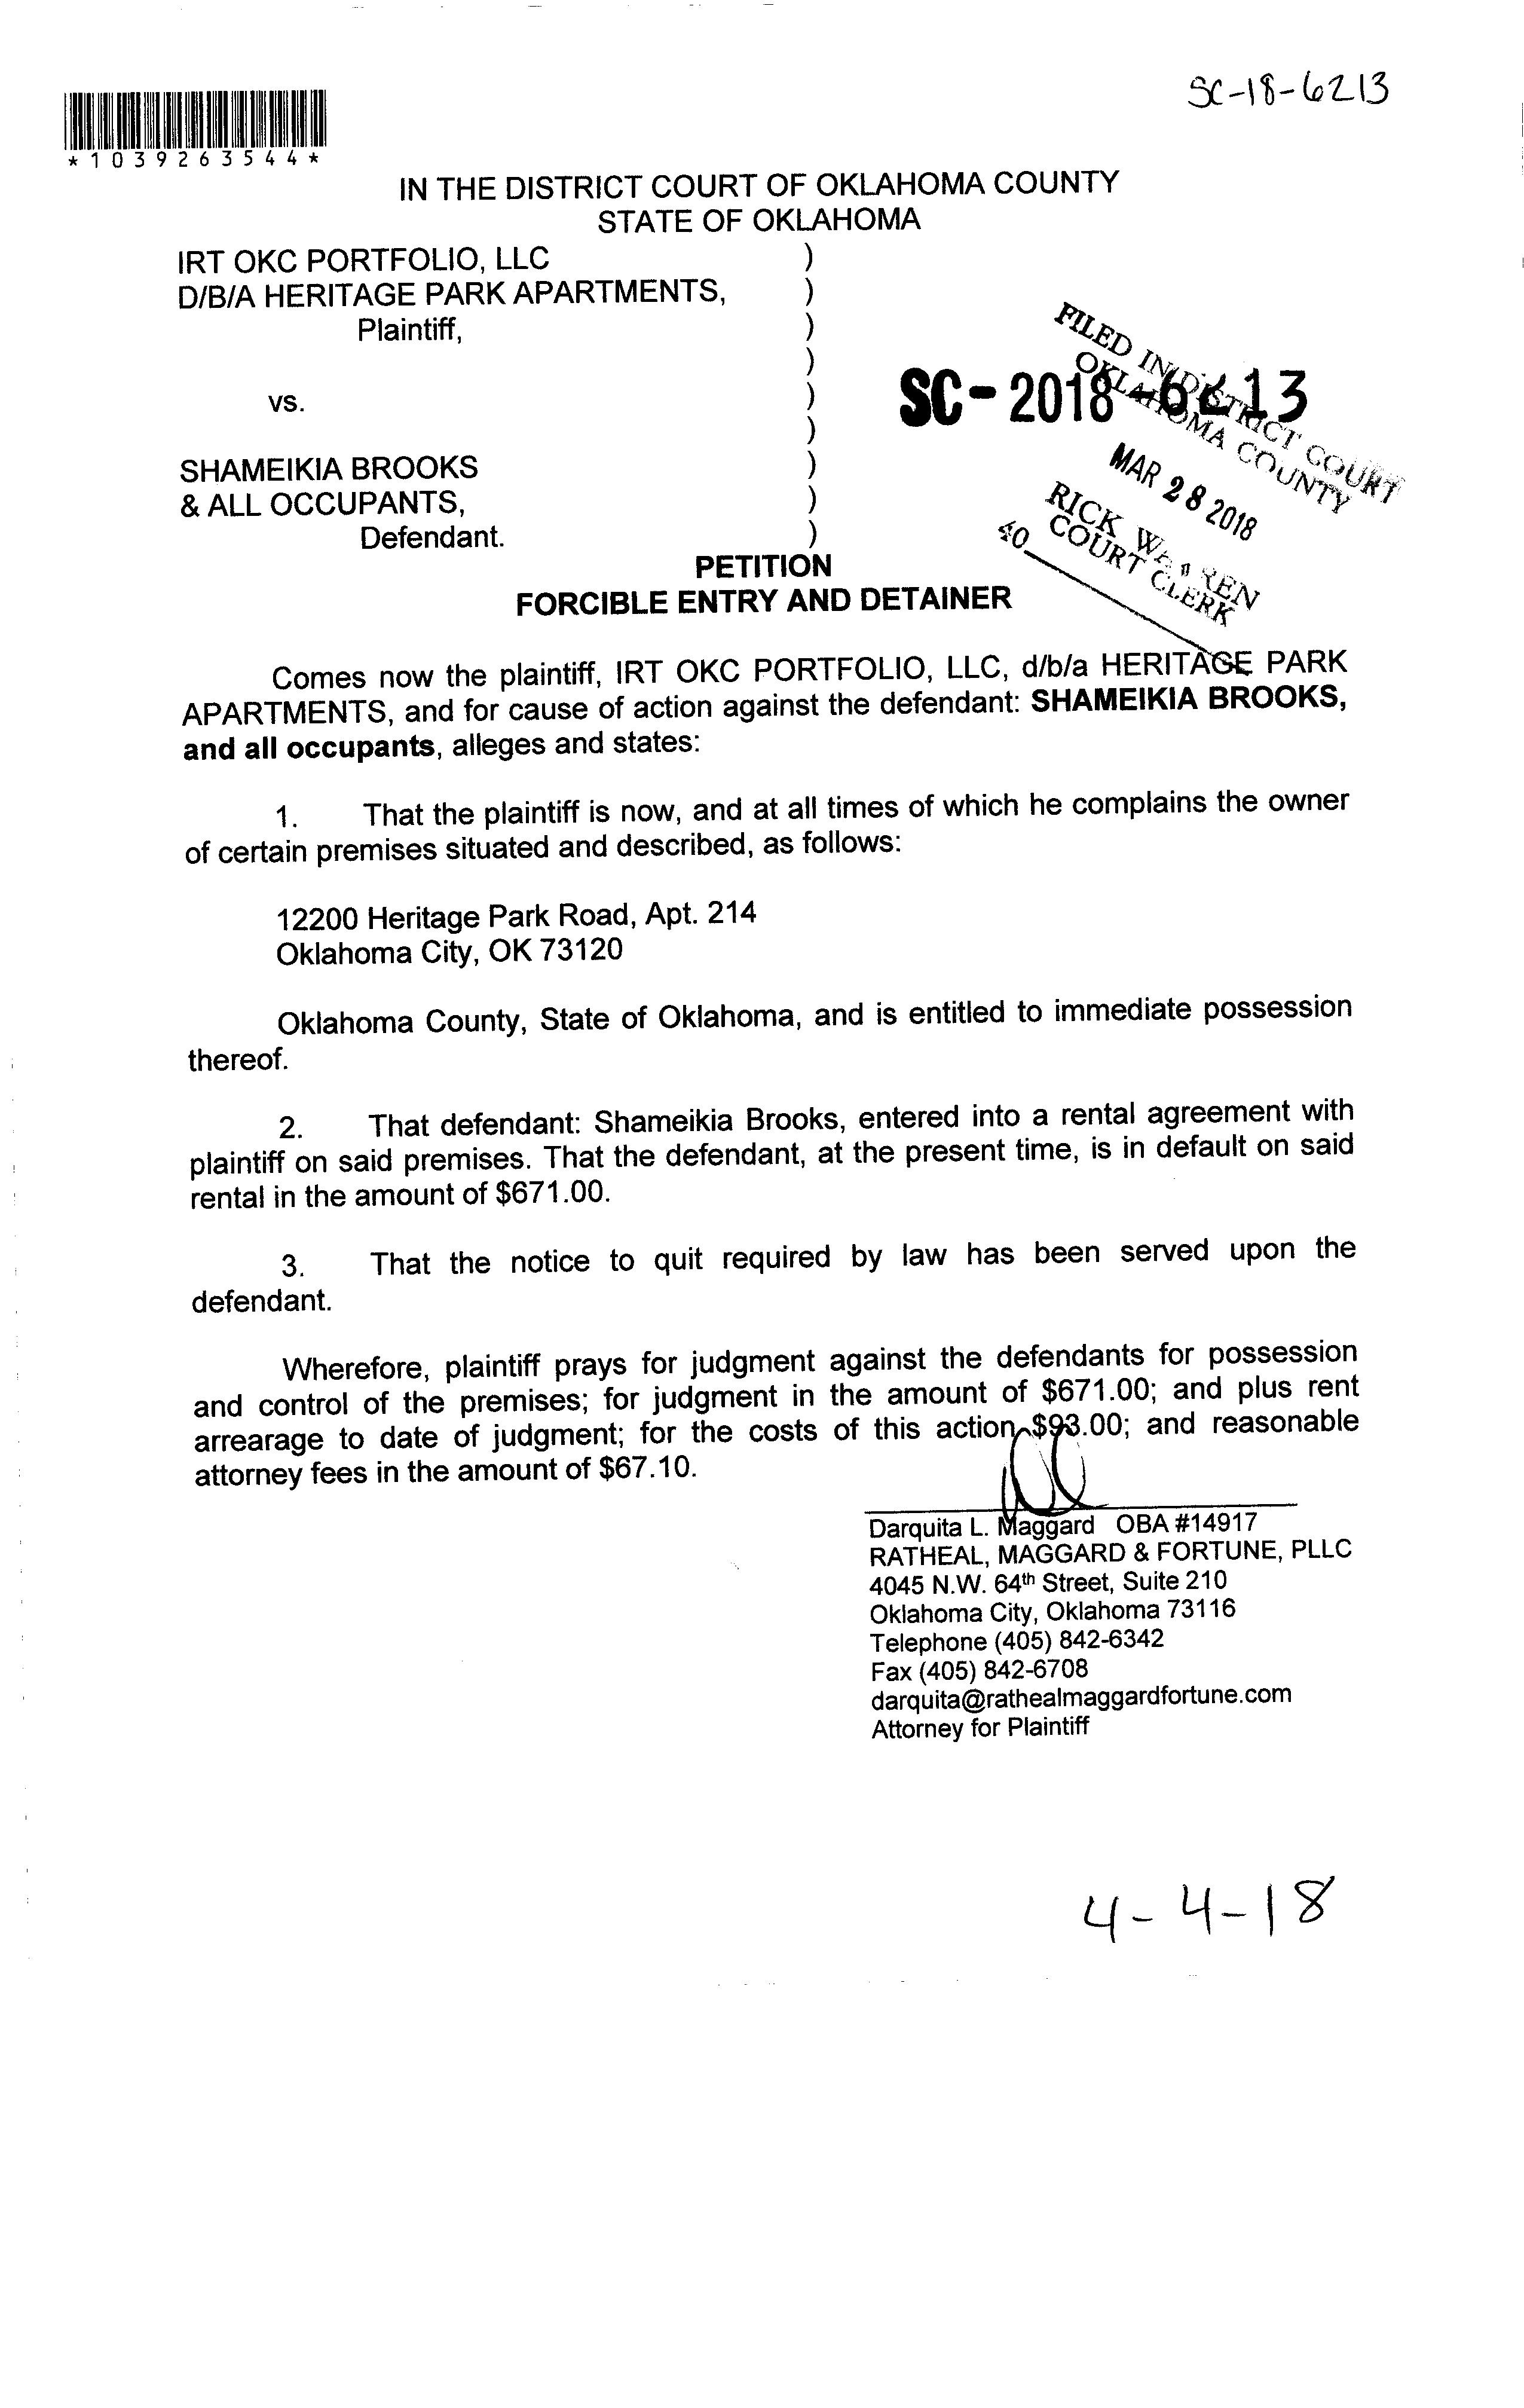 SC-18-6213
*1039263544*
IN THE DISTRICT COURT OF OKLAHOMA COUNTY
STATE OF OKLAHOMA
IRT OKC PORTFOLIO, LLC )
D/B/A HERITAGE PARK APARTMENTS, )
Plaintiff, )
)
vs. )
)
SHAMEIKIA BROOKS )
& ALL OCCUPANTS, )
Defendant. )
SC-2018-6213
FILED IN DISTRICT COURT
OKLAHOMA COUNTY
MAR 28 2018
RICK WARREN
COURT CLERK
40
PETITION
FORCIBLE ENTRY AND DETAINER
Comes now the plaintiff, IRT OKC PORTFOLIO, LLC, d/b/a HERITAGE PARK
APARTMENTS, and for cause of action against the defendant: SHAMEIKIA BROOKS,
and all occupants, alleges and states:
1. That the plaintiff is now, and at all times of which he complains the owner
of certain premises situated and described, as follows:
12200 Heritage Park Road, Apt. 214
Oklahoma City, OK 73120
Oklahoma County, State of Oklahoma, and is entitled to immediate possession
thereof.
2. That defendant: Shameikia Brooks, entered into a rental agreement with
plaintiff on said premises. That the defendant, at the present time, is in default on said
rental in the amount of $671.00.
3. That the notice to quit required by law has been served upon the
defendant.
Wherefore, plaintiff prays for judgment against the defendants for possession
and control of the premises; for judgment in the amount of $671.00; and plus rent
arrearage to date of judgment; for the costs of this action $93.00; and reasonable
attorney fees in the amount of $67.10.
Darquita L. Maggard OBA #14917
RATHEAL, MAGGARD & FORTUNE, PLLC
4045 N.W. 64th Street, Suite 210
Oklahoma City, Oklahoma 73116
Telephone (405) 842-6342
Fax (405) 842-6708
darquita@rathealmaggardfortune.com
Attorney for Plaintiff
4-4-18